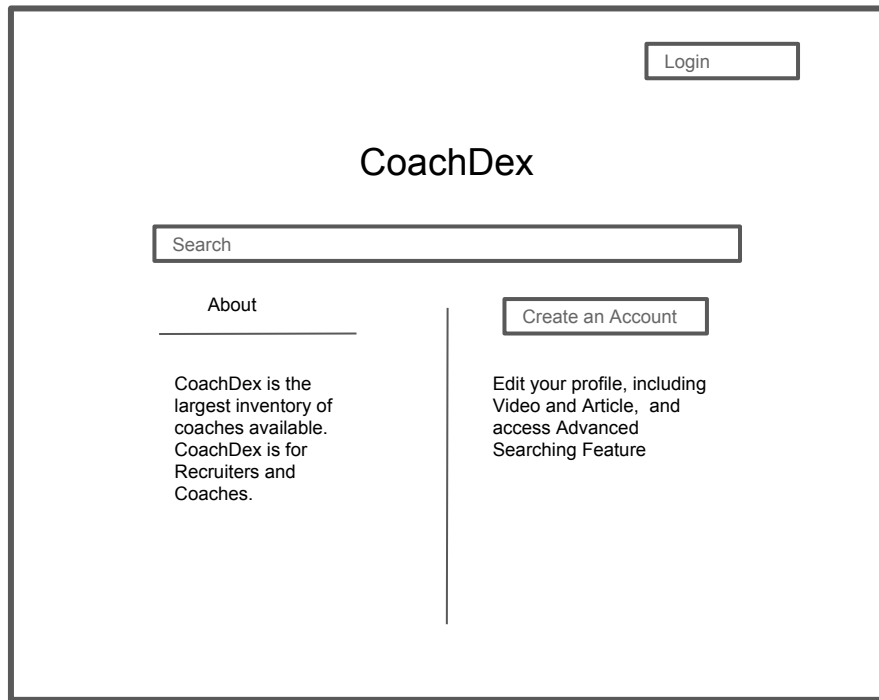 Login
CoachDex
Search
About
CoachDex is the
largest inventory of
coaches available.
CoachDex is for
Recruiters and
Coaches.
Create an Account
Edit your profile, including
Video and Article,  and
access Advanced
Searching Feature